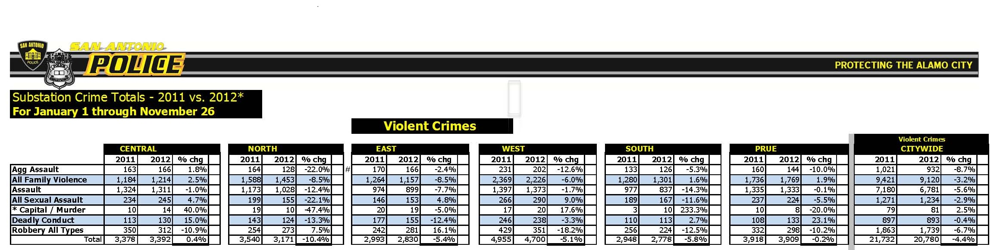 SAN ANTONIO
POLICE
SAN ANTONIO
POLICE
PROTECTING THE ALAMO CITY
Substation Crime Totals - 2011 vs. 2012*
For January 1 through November 26
Violent Crimes
Violent Crimes
CENTRAL NORTH EAST WEST SOUTH PRUE CITYWIDE
2011 2012 % chg 2011 2012 % chg 2011 2012 % chg 2011 2012 % chg 2011 2012 % chg 2011 2012 % chg 2011 2012 % chg
Agg Assault 163 166 1.8% 164 128 -22.0% # 170 166 -2.4% 231 202 -12.6% 133 126 -5.3% 160 144 -10.0% 1,021 932 -8.7%
All Family Violence 1,184 1,214 2.5% 1,588 1,453 -8.5% 1,264 1,157 -8.5% 2,369 2,226 -6.0% 1,280 1,301 1.6% 1,736 1,769 1.9% 9,421 9,120 -3.2%
Assault 1,324 1,311 -1.0% 1,173 1,028 -12.4% 974 899 -7.7% 1,397 1,373 -1.7% 977 837 -14.3% 1,335 1,333 -0.1% 7,180 6,781 -5.6%
All Sexual Assault 234 245 4.7% 199 155 -22.1% 146 153 4.8% 266 290 9.0% 189 167 -11.6% 237 224 -5.5% 1,271 1,234 -2.9%
* Capital / Murder 10 14 40.0% 19 10 -47.4% 20 19 -5.0% 17 20 17.6% 3 10 233.3% 10 8 -20.0% 79 81 2.5%
Deadly Conduct 113 130 15.0% 143 124 -13.3% 177 155 -12.4% 246 238 -3.3% 110 113 2.7% 108 133 23.1% 897 893 -0.4%
Robbery All Types 350 312 -10.9% 254 273 7.5% 242 281 16.1% 429 351 -18.2% 256 224 -12.5% 332 298 -10.2% 1,863 1,739 -6.7%
Total 3,378 3,392 0.4% 3,540 3,171 -10.4% 2,993 2,830 -5.4% 4,955 4,700 -5.1% 2,948 2,778 -5.8% 3,918 3,909 -0.2% 21,732 20,780 -4.4%